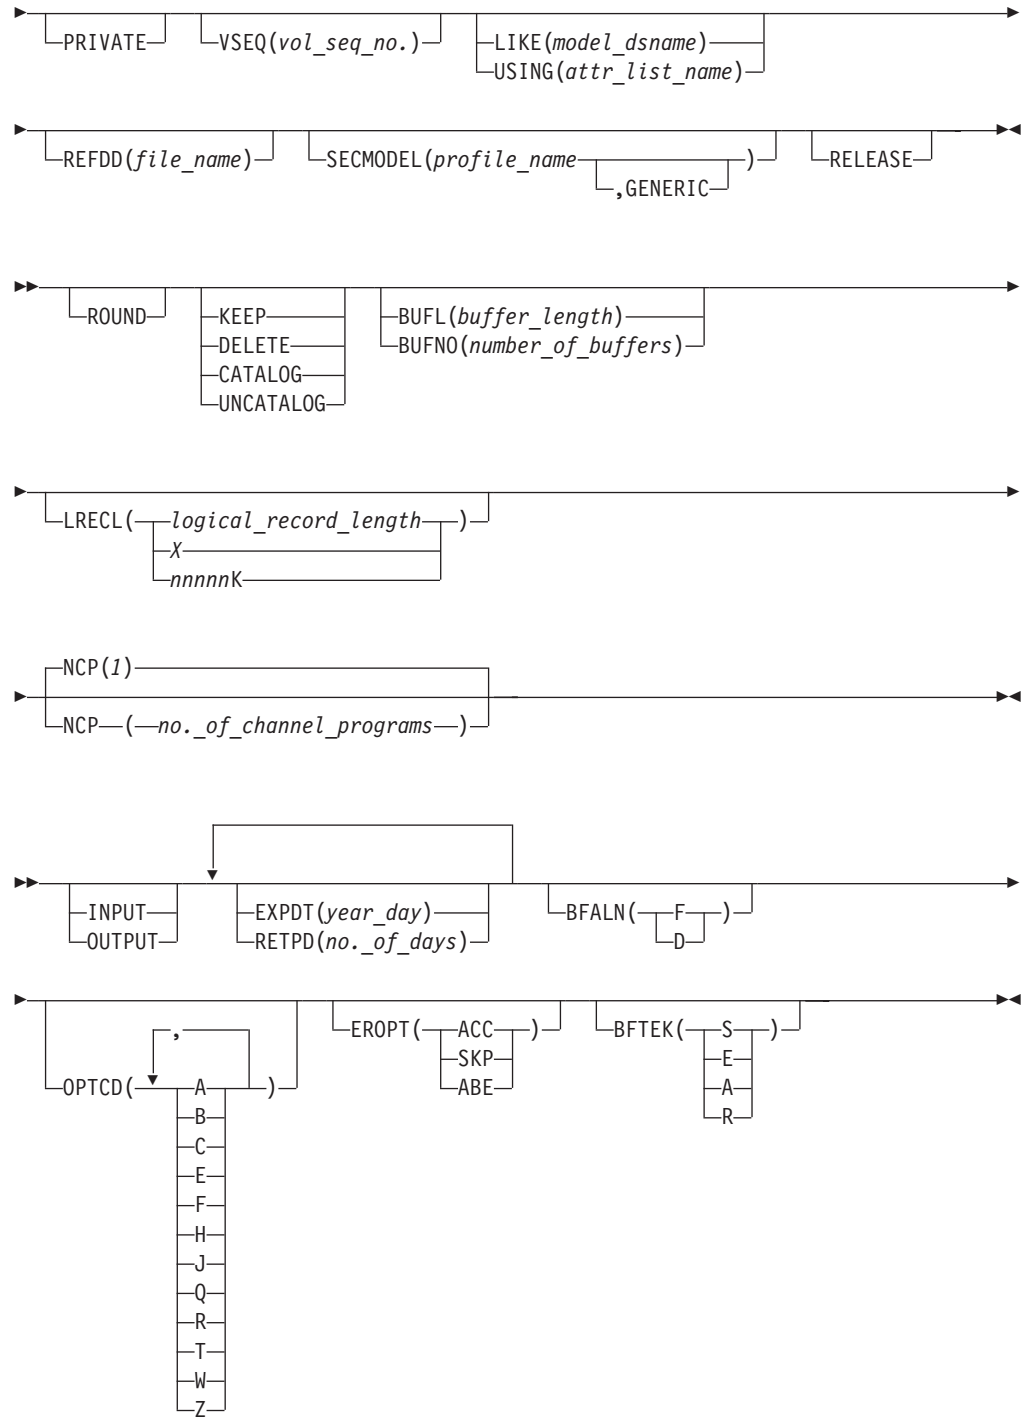 PRIVATE VSEQ(vol_seq_no.) LIKE(model_dsname)
USING(attr_list_name)
REFDD(file_name) SECMODEL(profile_name ) RELEASE
,GENERIC
ROUND KEEP BUFL(buffer_length)
DELETE BUFNO(number_of_buffers)
CATALOG
UNCATALOG
LRECL( logical_record_length )
X
nnnnnK
NCP(1)
NCP ( no._of_channel_programs )
INPUT EXPDT(year_day) BFALN( F )
OUTPUT RETPD(no._of_days) D
, EROPT( ACC ) BFTEK( S )
SKP E
OPTCD( A ) ABE A
B R
C
E
F
H
J
Q
R
T
W
Z